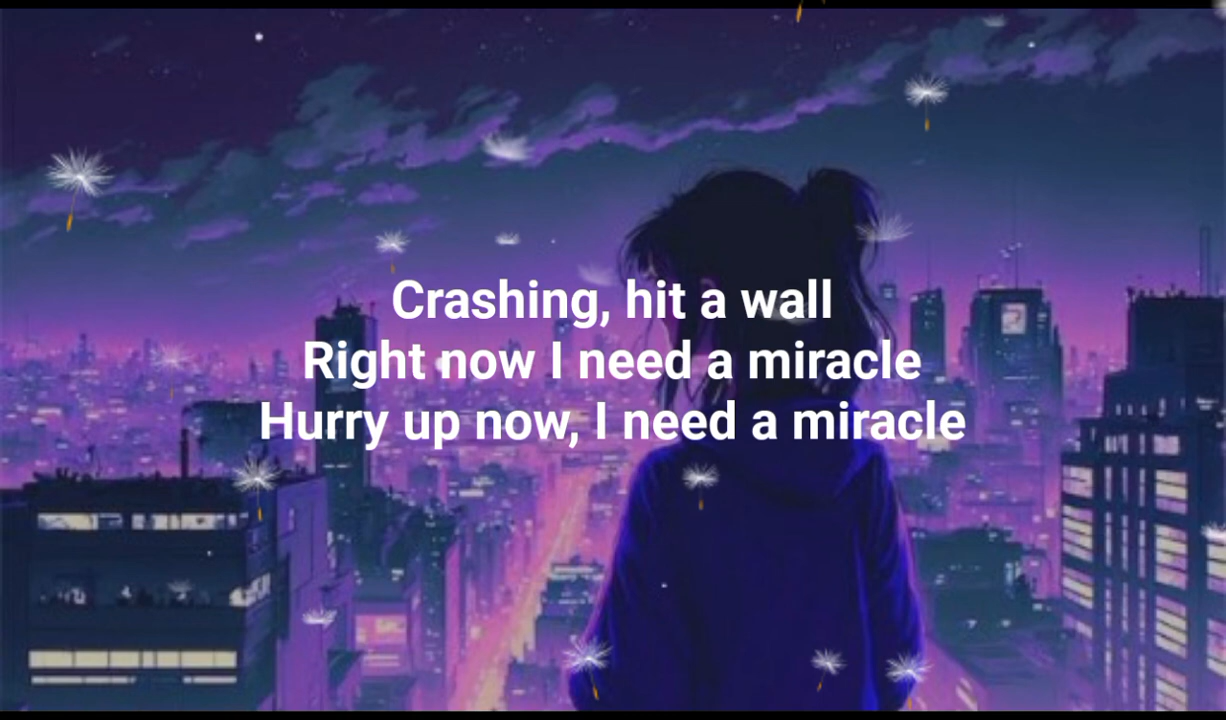 Crashing, hit a wall
Right now I need a miracle
Hurry up now, I need a miracle